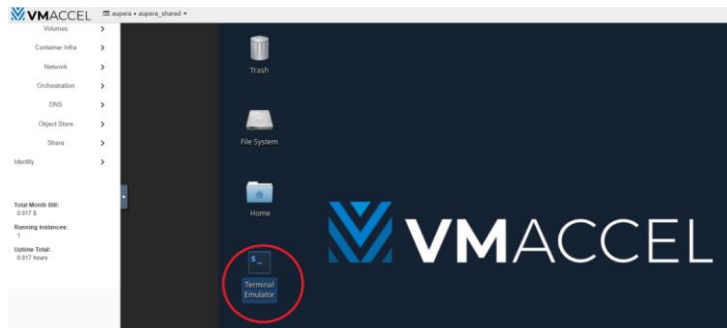 VMACCEL aupera • aupera_shared
Volumes
Container Infra
Network
Orchestration
DNS
Object Store
Share
Identity
Total Month Bill:
0.017 $
Running Instances:
1
Uptime Total:
0.017 hours
Trash
File System
Home
$_
Terminal
Emulator
VMACCEL